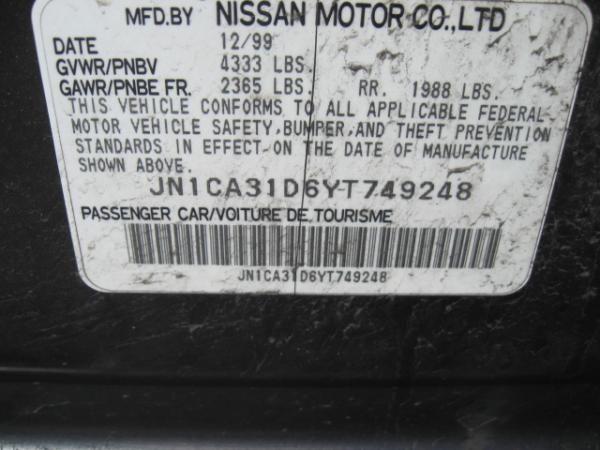 MFD.BY NISSAN MOTOR CO.,LTD
DATE 12/99
GVWR/PNBV 4333 LBS.
GAWR/PNBE FR. 2365 LBS. RR. 1988 LBS.
THIS VEHICLE CONFORMS TO ALL APPLICABLE FEDERAL
MOTOR VEHICLE SAFETY, BUMPER, AND THEFT PREVENTION
STANDARDS IN EFFECT ON THE DATE OF MANUFACTURE
SHOWN ABOVE.
JN1CA31D6YT749248
PASSENGER CAR/VOITURE DE TOURISME
JN1CA31D6YT749248